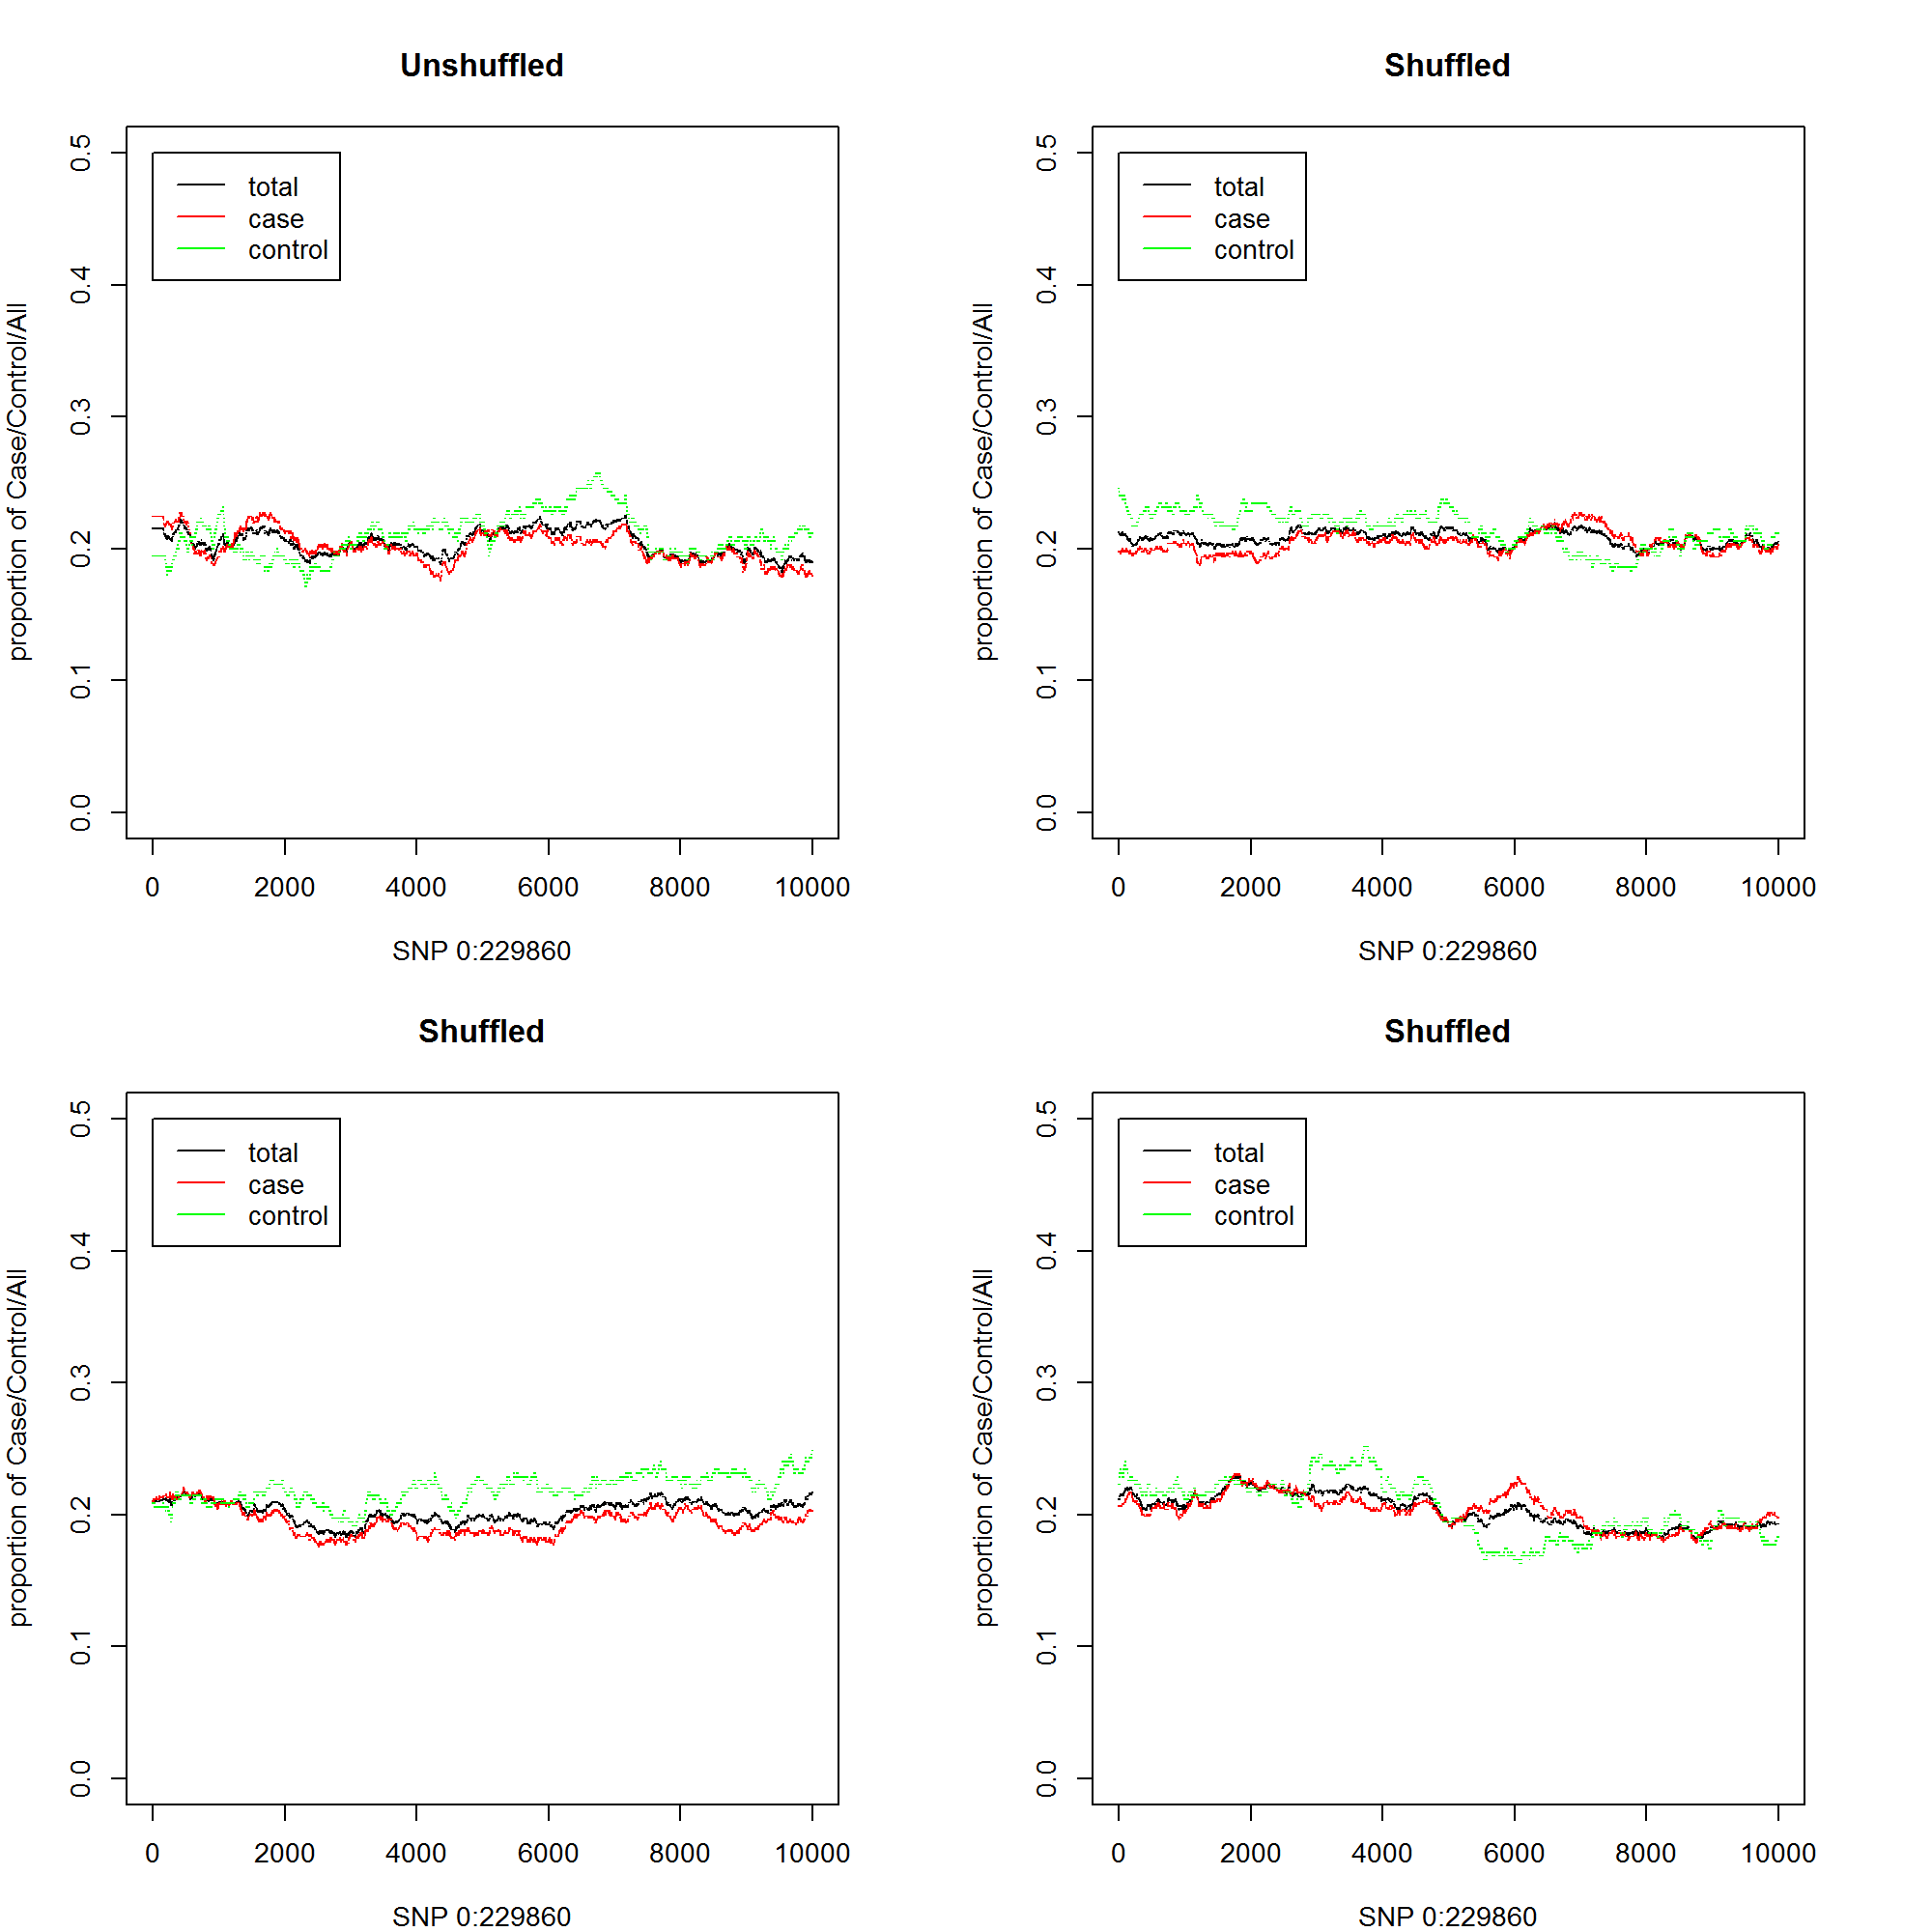 Unshuffled
proportion of Case/Control/All
0.5
0.4
0.3
0.2
0.1
0.0
total
case
control
0 2000 4000 6000 8000 10000
SNP 0:229860
Shuffled
proportion of Case/Control/All
0.5
0.4
0.3
0.2
0.1
0.0
total
case
control
0 2000 4000 6000 8000 10000
SNP 0:229860
Shuffled
proportion of Case/Control/All
0.5
0.4
0.3
0.2
0.1
0.0
total
case
control
0 2000 4000 6000 8000 10000
SNP 0:229860
Shuffled
proportion of Case/Control/All
0.5
0.4
0.3
0.2
0.1
0.0
total
case
control
0 2000 4000 6000 8000 10000
SNP 0:229860